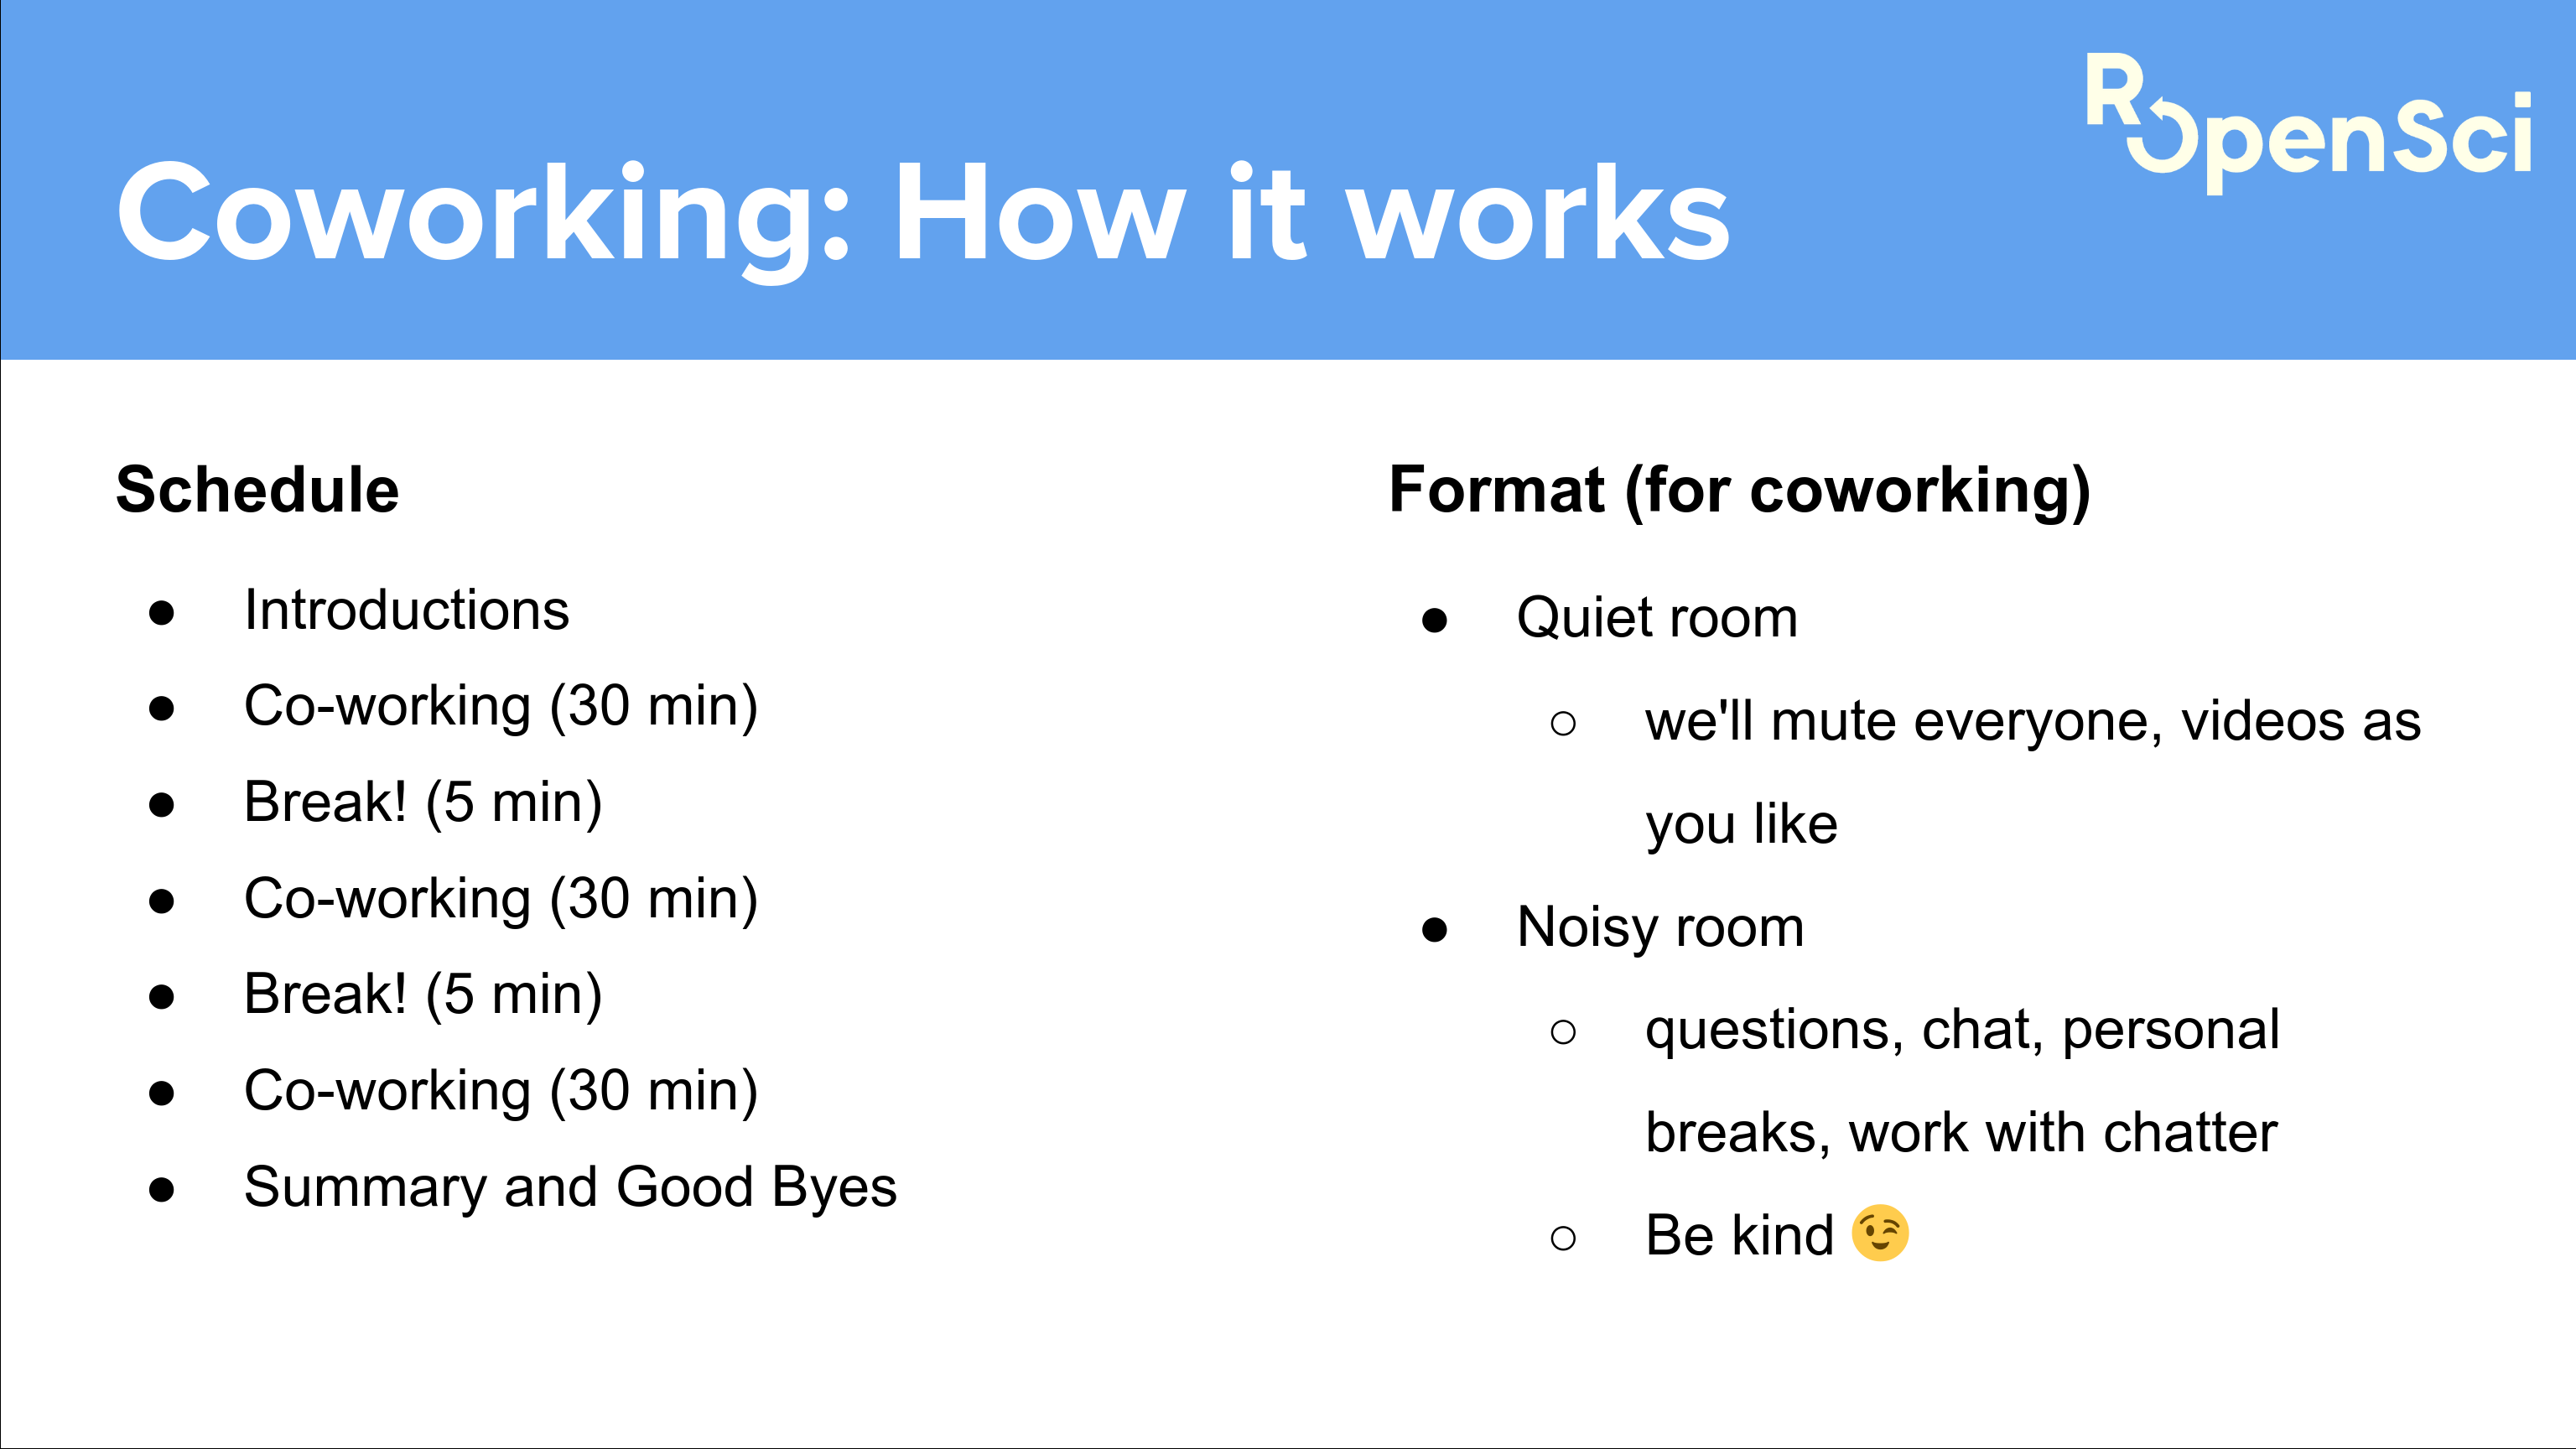 ROpenSci
Coworking: How it works
Schedule
● Introductions
● Co-working (30 min)
● Break! (5 min)
● Co-working (30 min)
● Break! (5 min)
● Co-working (30 min)
● Summary and Good Byes
Format (for coworking)
● Quiet room
○ we'll mute everyone, videos as
you like
● Noisy room
○ questions, chat, personal
breaks, work with chatter
○ Be kind 😉